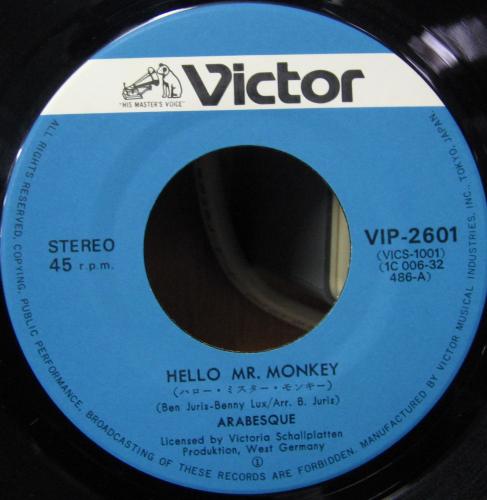 Victor
"HIS MASTER'S VOICE"
STEREO
45 r.p.m.
VIP-2601
(VICS-1001)
(1C 006-32
486-A)
HELLO MR. MONKEY
(ハロー・ミスター・モンキー)
(Ben Juris-Benny Lux/Arr. B. Juris)
ARABESQUE
Licensed by Victoria Schallplatten
Produktion, West Germany
①
ALL RIGHTS RESERVED. COPYING, PUBLIC PERFORMANCE, BROADCASTING OF THESE RECORDS ARE FORBIDDEN. MANUFACTURED BY VICTOR MUSICAL INDUSTRIES, INC., TOKYO, JAPAN.